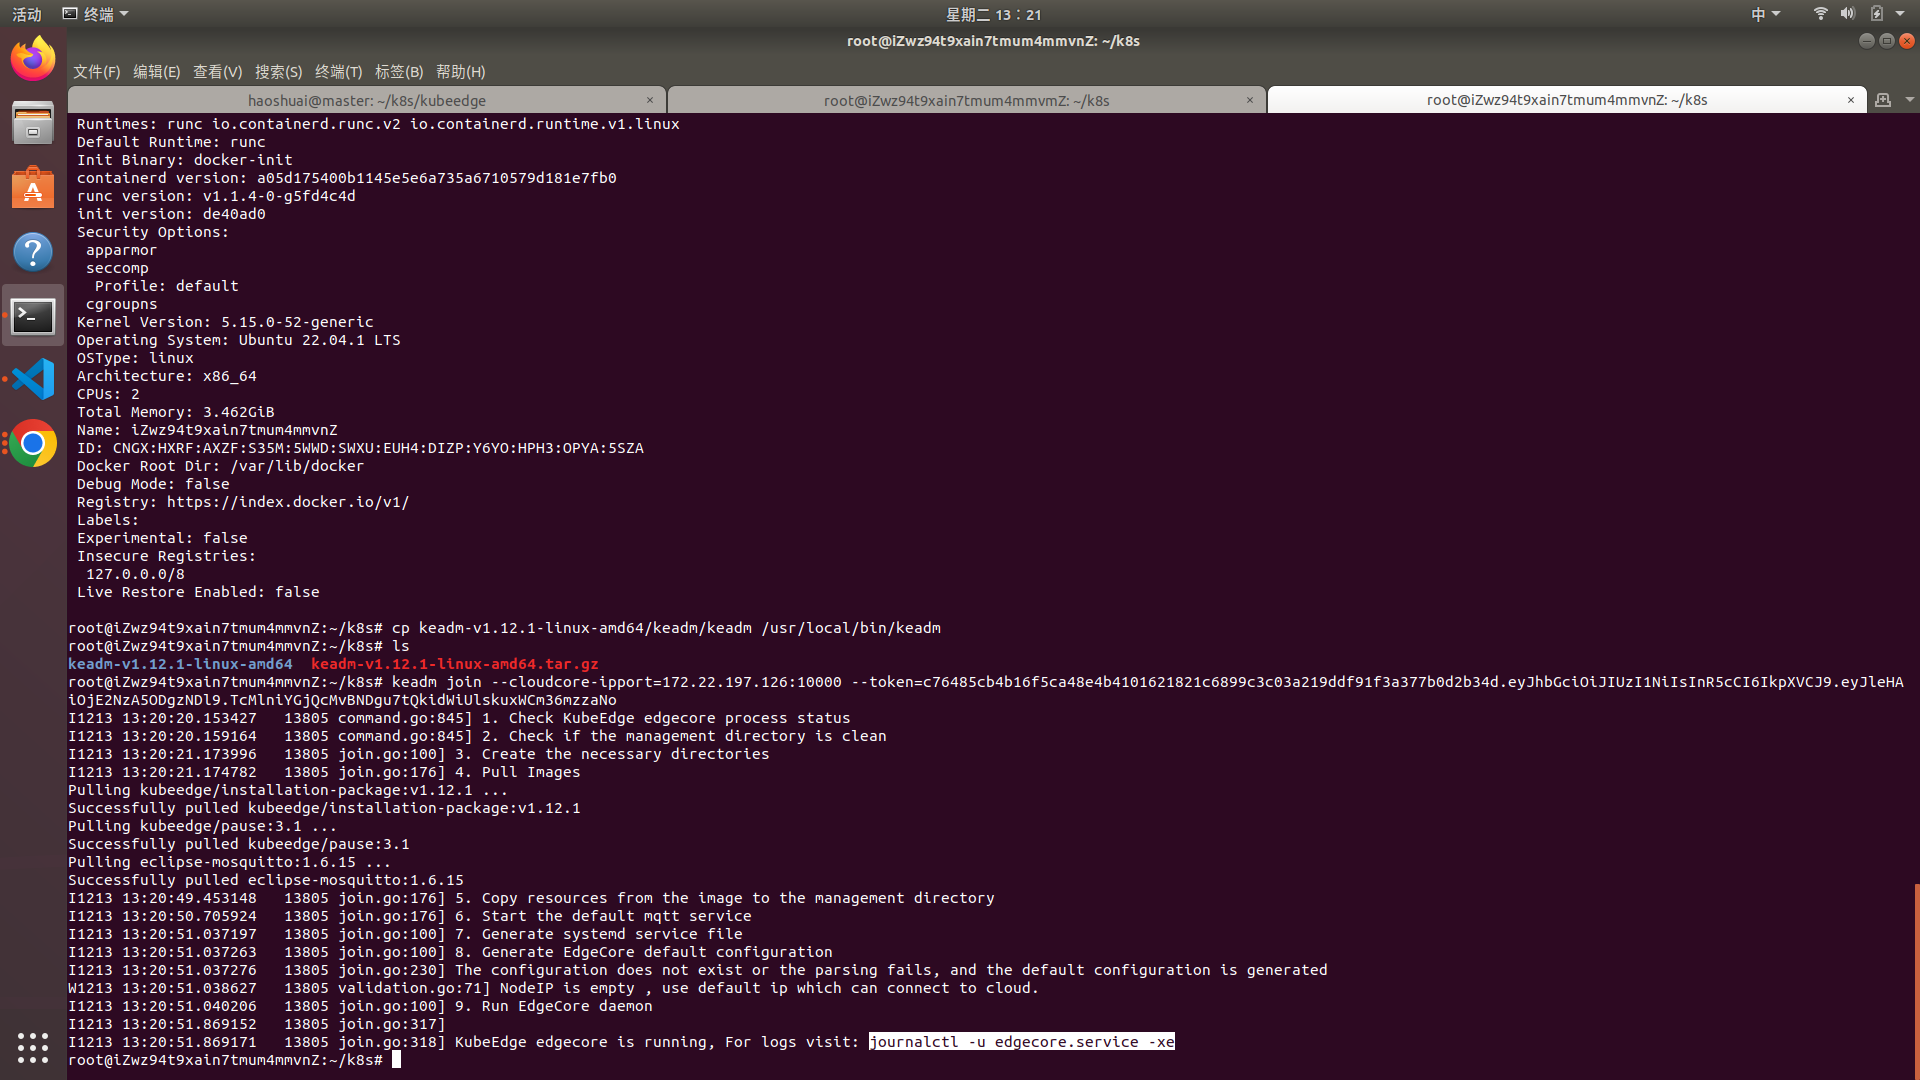 活动 终端 星期二 13：21 中
root@iZwz94t9xain7tmum4mmvnZ: ~/k8s
文件(F) 编辑(E) 查看(V) 搜索(S) 终端(T) 标签(B) 帮助(H)
haoshuai@master: ~/k8s/kubeedge × root@iZwz94t9xain7tmum4mmvmZ: ~/k8s × root@iZwz94t9xain7tmum4mmvnZ: ~/k8s ×
Runtimes: runc io.containerd.runc.v2 io.containerd.runtime.v1.linux
Default Runtime: runc
Init Binary: docker-init
containerd version: a05d175400b1145e5e6a735a6710579d181e7fb0
runc version: v1.1.4-0-g5fd4c4d
init version: de40ad0
Security Options:
apparmor
seccomp
Profile: default
cgroupns
Kernel Version: 5.15.0-52-generic
Operating System: Ubuntu 22.04.1 LTS
OSType: linux
Architecture: x86_64
CPUs: 2
Total Memory: 3.462GiB
Name: iZwz94t9xain7tmum4mmvnZ
ID: CNGX:HXRF:AXZF:S35M:5WWD:SWXU:EUH4:DIZP:Y6YO:HPH3:OPYA:5SZA
Docker Root Dir: /var/lib/docker
Debug Mode: false
Registry: https://index.docker.io/v1/
Labels:
Experimental: false
Insecure Registries:
127.0.0.0/8
Live Restore Enabled: false
root@iZwz94t9xain7tmum4mmvnZ:~/k8s# cp keadm-v1.12.1-linux-amd64/keadm/keadm /usr/local/bin/keadm
root@iZwz94t9xain7tmum4mmvnZ:~/k8s# ls
keadm-v1.12.1-linux-amd64 keadm-v1.12.1-linux-amd64.tar.gz
root@iZwz94t9xain7tmum4mmvnZ:~/k8s# keadm join --cloudcore-ipport=172.22.197.126:10000 --token=c76485cb4b16f5ca48e4b4101621821c6899c3c03a219ddf91f3a377b0d2b34d.eyJhbGciOiJIUzI1NiIsInR5cCI6IkpXVCJ9.eyJleHA
iOjE2NzA5ODgzNDl9.TcMlniYGjQcMvBNDgu7tQkidWiUlskuxWCm36mzzaNo
I1213 13:20:20.153427 13805 command.go:845] 1. Check KubeEdge edgecore process status
I1213 13:20:20.159164 13805 command.go:845] 2. Check if the management directory is clean
I1213 13:20:21.173996 13805 join.go:100] 3. Create the necessary directories
I1213 13:20:21.174782 13805 join.go:176] 4. Pull Images
Pulling kubeedge/installation-package:v1.12.1 ...
Successfully pulled kubeedge/installation-package:v1.12.1
Pulling kubeedge/pause:3.1 ...
Successfully pulled kubeedge/pause:3.1
Pulling eclipse-mosquitto:1.6.15 ...
Successfully pulled eclipse-mosquitto:1.6.15
I1213 13:20:49.453148 13805 join.go:176] 5. Copy resources from the image to the management directory
I1213 13:20:50.705924 13805 join.go:176] 6. Start the default mqtt service
I1213 13:20:51.037197 13805 join.go:100] 7. Generate systemd service file
I1213 13:20:51.037263 13805 join.go:100] 8. Generate EdgeCore default configuration
I1213 13:20:51.037276 13805 join.go:230] The configuration does not exist or the parsing fails, and the default configuration is generated
W1213 13:20:51.038627 13805 validation.go:71] NodeIP is empty , use default ip which can connect to cloud.
I1213 13:20:51.040206 13805 join.go:100] 9. Run EdgeCore daemon
I1213 13:20:51.869152 13805 join.go:317]
I1213 13:20:51.869171 13805 join.go:318] KubeEdge edgecore is running, For logs visit: journalctl -u edgecore.service -xe
root@iZwz94t9xain7tmum4mmvnZ:~/k8s#